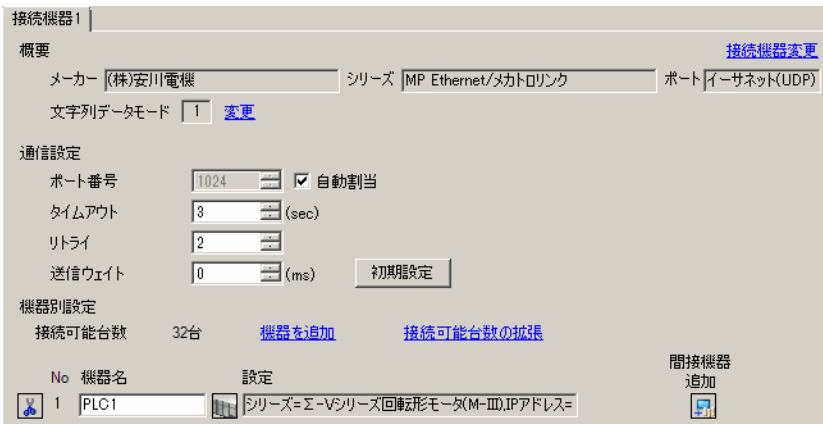 接続機器1
概要 接続機器変更
メーカー (株)安川電機 シリーズ MP Ethernet/メカトロリンク ポート イーサネット(UDP)
文字列データモード 1 変更
通信設定
ポート番号 1024 自動割当
タイムアウト 3 (sec)
リトライ 2
送信ウェイト 0 (ms) 初期設定
機器別設定
接続可能台数 32台 機器を追加 接続可能台数の拡張
間接機器
No 機器名 設定 追加
1 PLC1 シリーズ=Σ-Vシリーズ回転形モータ(M-Ⅲ),IPアドレス=